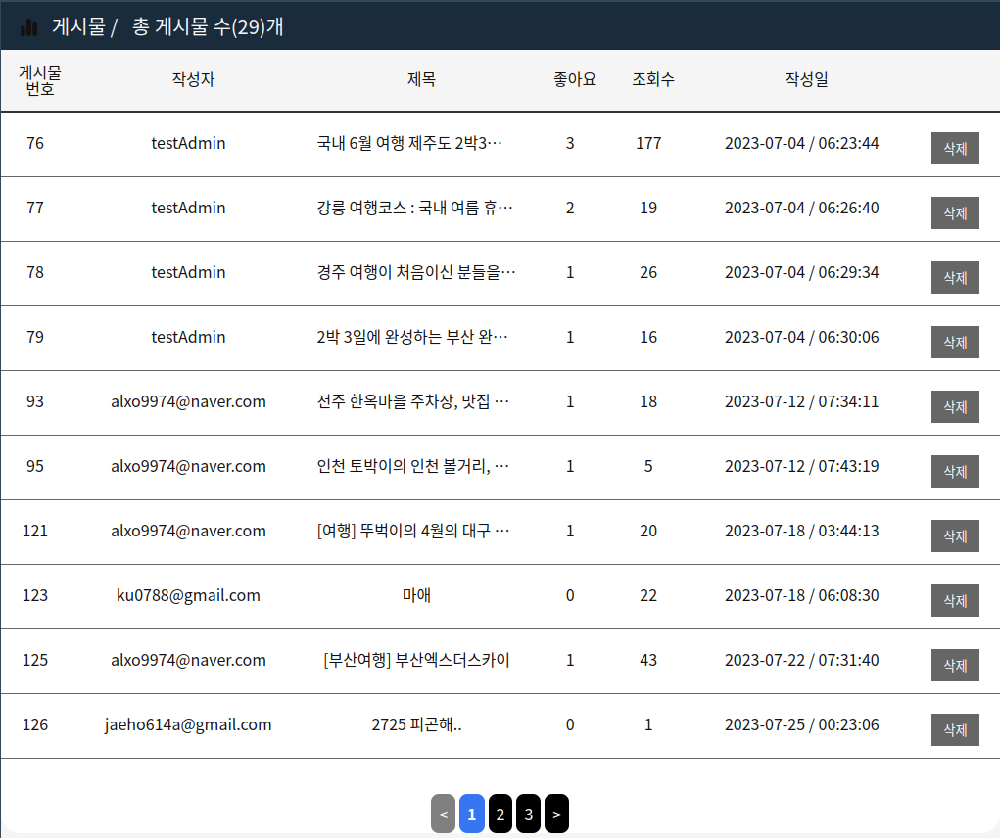 게시물 / 총 게시물 수(29)개
게시물 번호 작성자 제목 좋아요 조회수 작성일
76 testAdmin 국내 6월 여행 제주도 2박3… 3 177 2023-07-04 / 06:23:44 삭제
77 testAdmin 강릉 여행코스 : 국내 여름 휴… 2 19 2023-07-04 / 06:26:40 삭제
78 testAdmin 경주 여행이 처음이신 분들을… 1 26 2023-07-04 / 06:29:34 삭제
79 testAdmin 2박 3일에 완성하는 부산 완… 1 16 2023-07-04 / 06:30:06 삭제
93 alxo9974@naver.com 전주 한옥마을 주차장, 맛집 … 1 18 2023-07-12 / 07:34:11 삭제
95 alxo9974@naver.com 인천 토박이의 인천 볼거리, … 1 5 2023-07-12 / 07:43:19 삭제
121 alxo9974@naver.com [여행] 뚜벅이의 4월의 대구 … 1 20 2023-07-18 / 03:44:13 삭제
123 ku0788@gmail.com 마애 0 22 2023-07-18 / 06:08:30 삭제
125 alxo9974@naver.com [부산여행] 부산엑스더스카이 1 43 2023-07-22 / 07:31:40 삭제
126 jaeho614a@gmail.com 2725 피곤해.. 0 1 2023-07-25 / 00:23:06 삭제
< 1 2 3 >